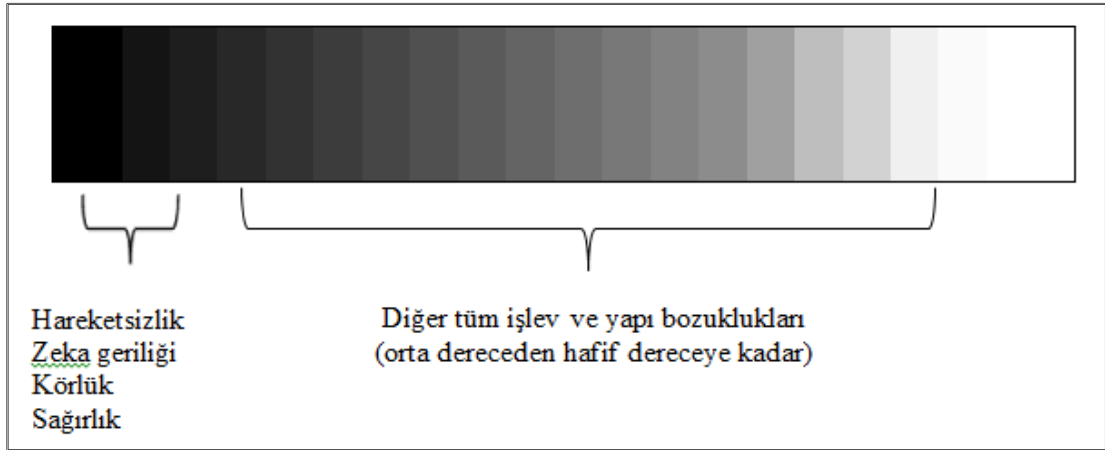 Hareketsizlik
Zeka geriliği
Körlük
Sağırlık
Diğer tüm işlev ve yapı bozuklukları
(orta dereceden hafif dereceye kadar)